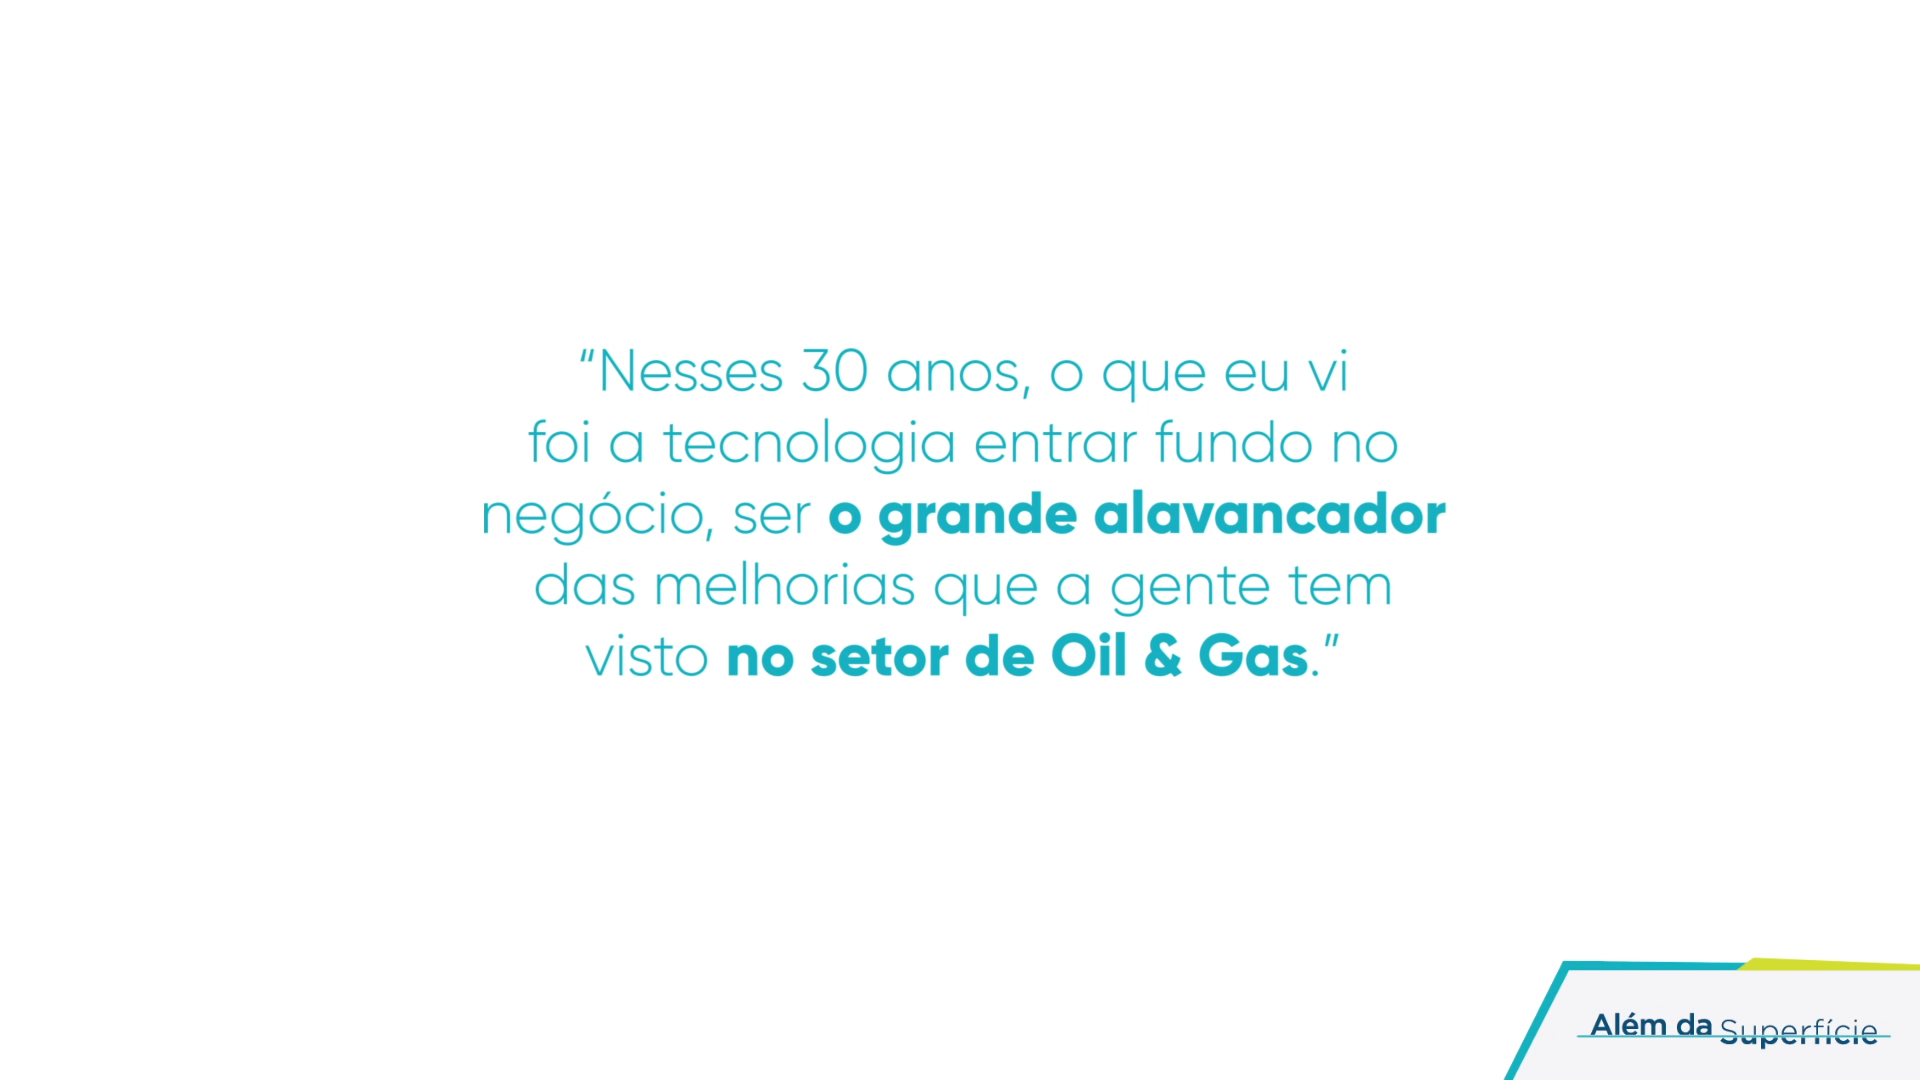 “Nesses 30 anos, o que eu vi
foi a tecnologia entrar fundo no
negócio, ser o grande alavancador
das melhorias que a gente tem
visto no setor de Oil & Gas.”
Além da Superfície